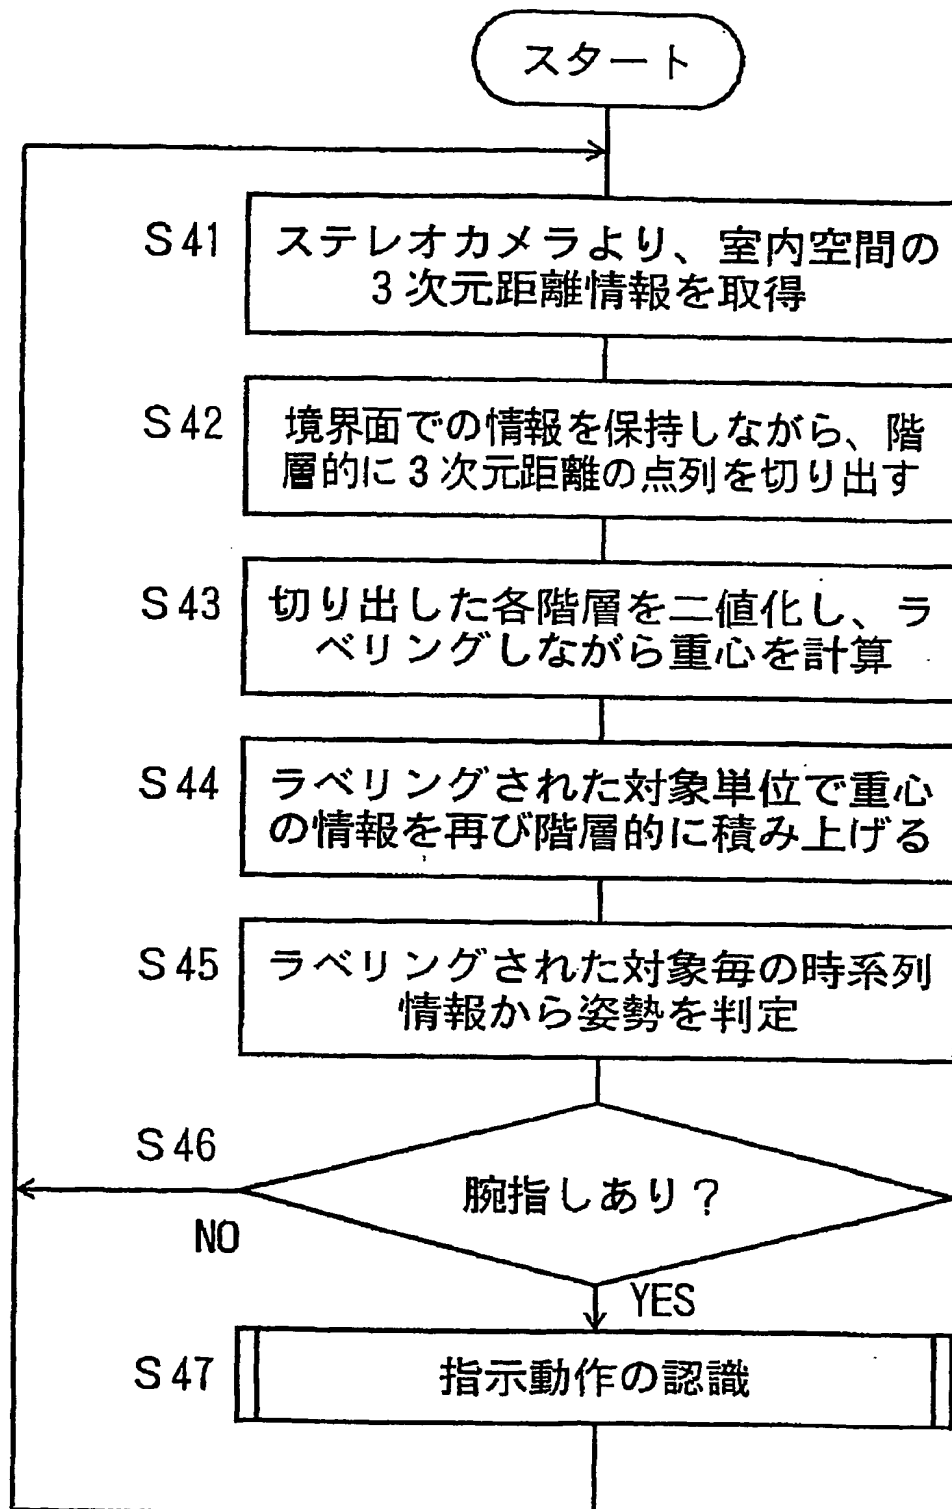 スタート
S41
ステレオカメラより、室内空間の
3次元距離情報を取得
S42
境界面での情報を保持しながら、階
層的に3次元距離の点列を切り出す
S43
切り出した各階層を二値化し、ラ
ベリングしながら重心を計算
S44
ラベリングされた対象単位で重心
の情報を再び階層的に積み上げる
S45
ラベリングされた対象毎の時系列
情報から姿勢を判定
S46
腕指しあり？
NO
YES
S47
指示動作の認識